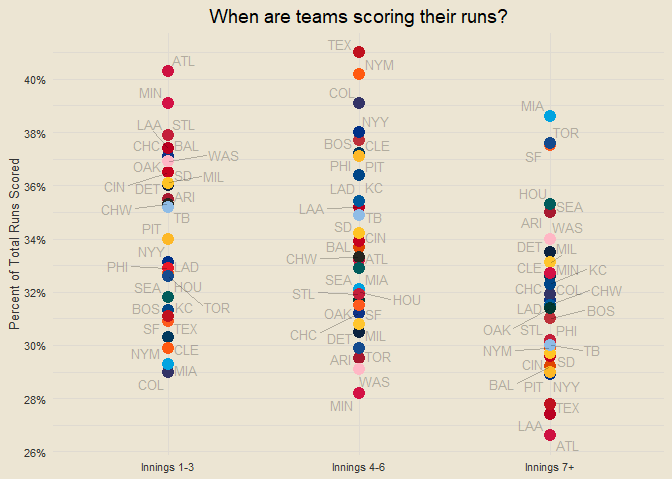 When are teams scoring their runs?
Percent of Total Runs Scored
40%
38%
36%
34%
32%
30%
28%
26%
ATL
MIN
LAA STL
CHC BAL
WAS
OAK SD
CIN DET MIL
ARI
CHW
TB
PIT
NYY
PHI LAD
HOU
SEA
BOS KC TOR
SF TEX
NYM CLE
MIA
COL
TEX
NYM
COL
NYY
BOS CLE
PHI PIT
LAD KC
LAA
TB
SD
CIN
BAL
CHW ATL
SEA MIA
STL HOU
OAK SF
CHC
DET MIL
TOR
ARI
WAS
MIN
MIA
TOR
SF
HOU
SEA
ARI WAS
DET MIL
CLE MIN KC
CHC COL CHW
LAD BOS
OAK STL PHI
NYM TB
CIN SD
BAL PIT NYY
TEX
LAA
ATL
Innings 1-3
Innings 4-6
Innings 7+